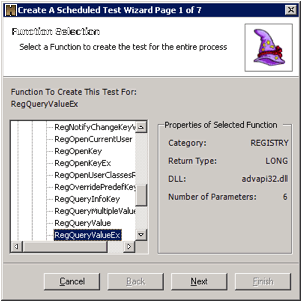 Create A Scheduled Test Wizard Page 1 of 7
Function Selection
Select a Function to create the test for the entire process
Function To Create This Test For:
RegQueryValueEx
RegNotifyChangeKeyV
RegOpenCurrentUser
RegOpenKey
RegOpenKeyEx
RegOpenUserClassesR
RegOverridePredefKey
RegQueryInfoKey
RegQueryMultipleValue
RegQueryValue
RegQueryValueEx
Properties of Selected Function
Category: REGISTRY
Return Type: LONG
DLL: advapi32.dll
Number of Parameters: 6
Cancel Back Next Finish